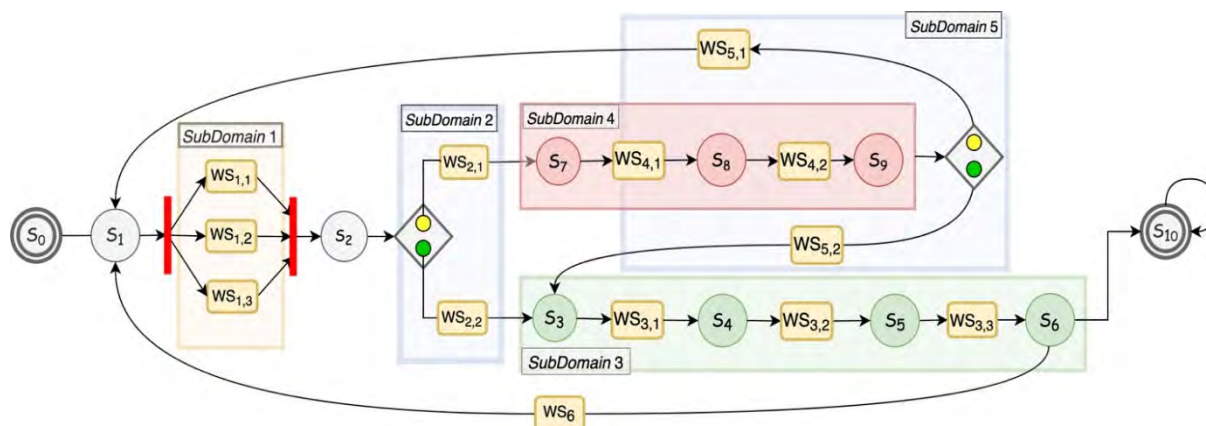 SubDomain 5
WS5,1
SubDomain 1
SubDomain 2
SubDomain 4
WS1,1
WS2,1
S7
WS4,1
S8
WS4,2
S9
S0
S1
WS1,2
S2
WS5,2
S10
WS1,3
WS2,2
S3
WS3,1
S4
WS3,2
S5
WS3,3
S6
SubDomain 3
WS6